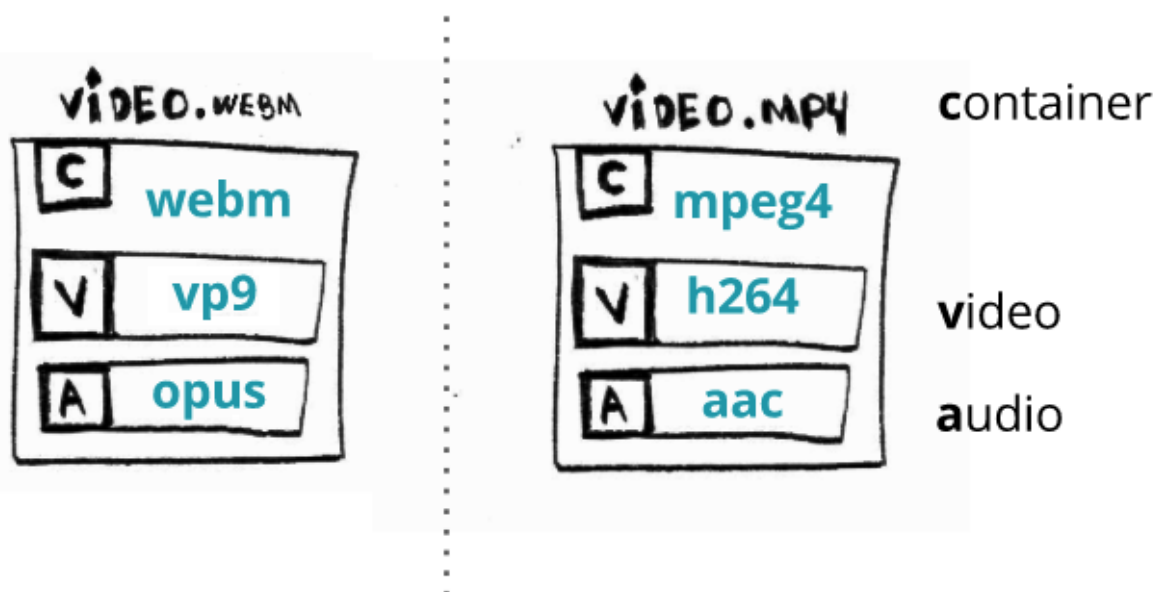 ViDEO.WEBM
C
webm
V
vp9
A
opus
ViDEO.MP4
C
mpeg4
V
h264
A
aac
container
video
audio